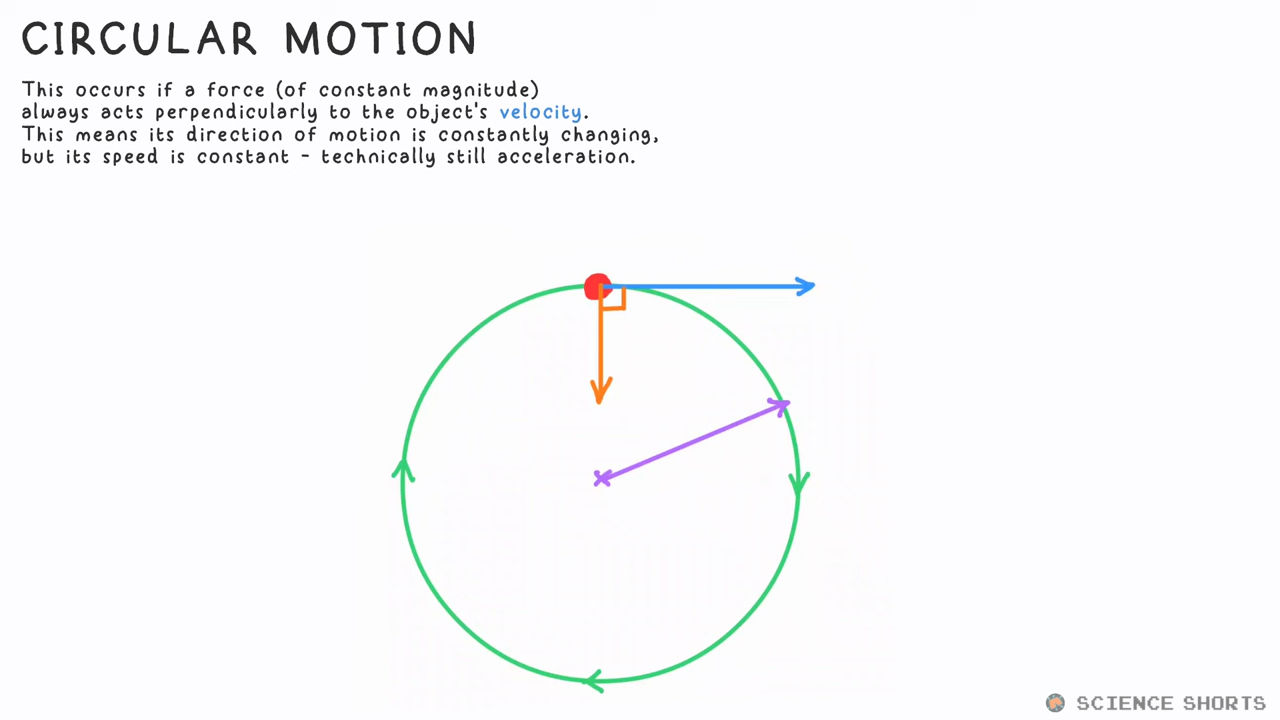 CIRCULAR MOTION
This occurs if a force (of constant magnitude)
always acts perpendicularly to the object's velocity.
This means its direction of motion is constantly changing,
but its speed is constant - technically still acceleration.
SCIENCE SHORTS